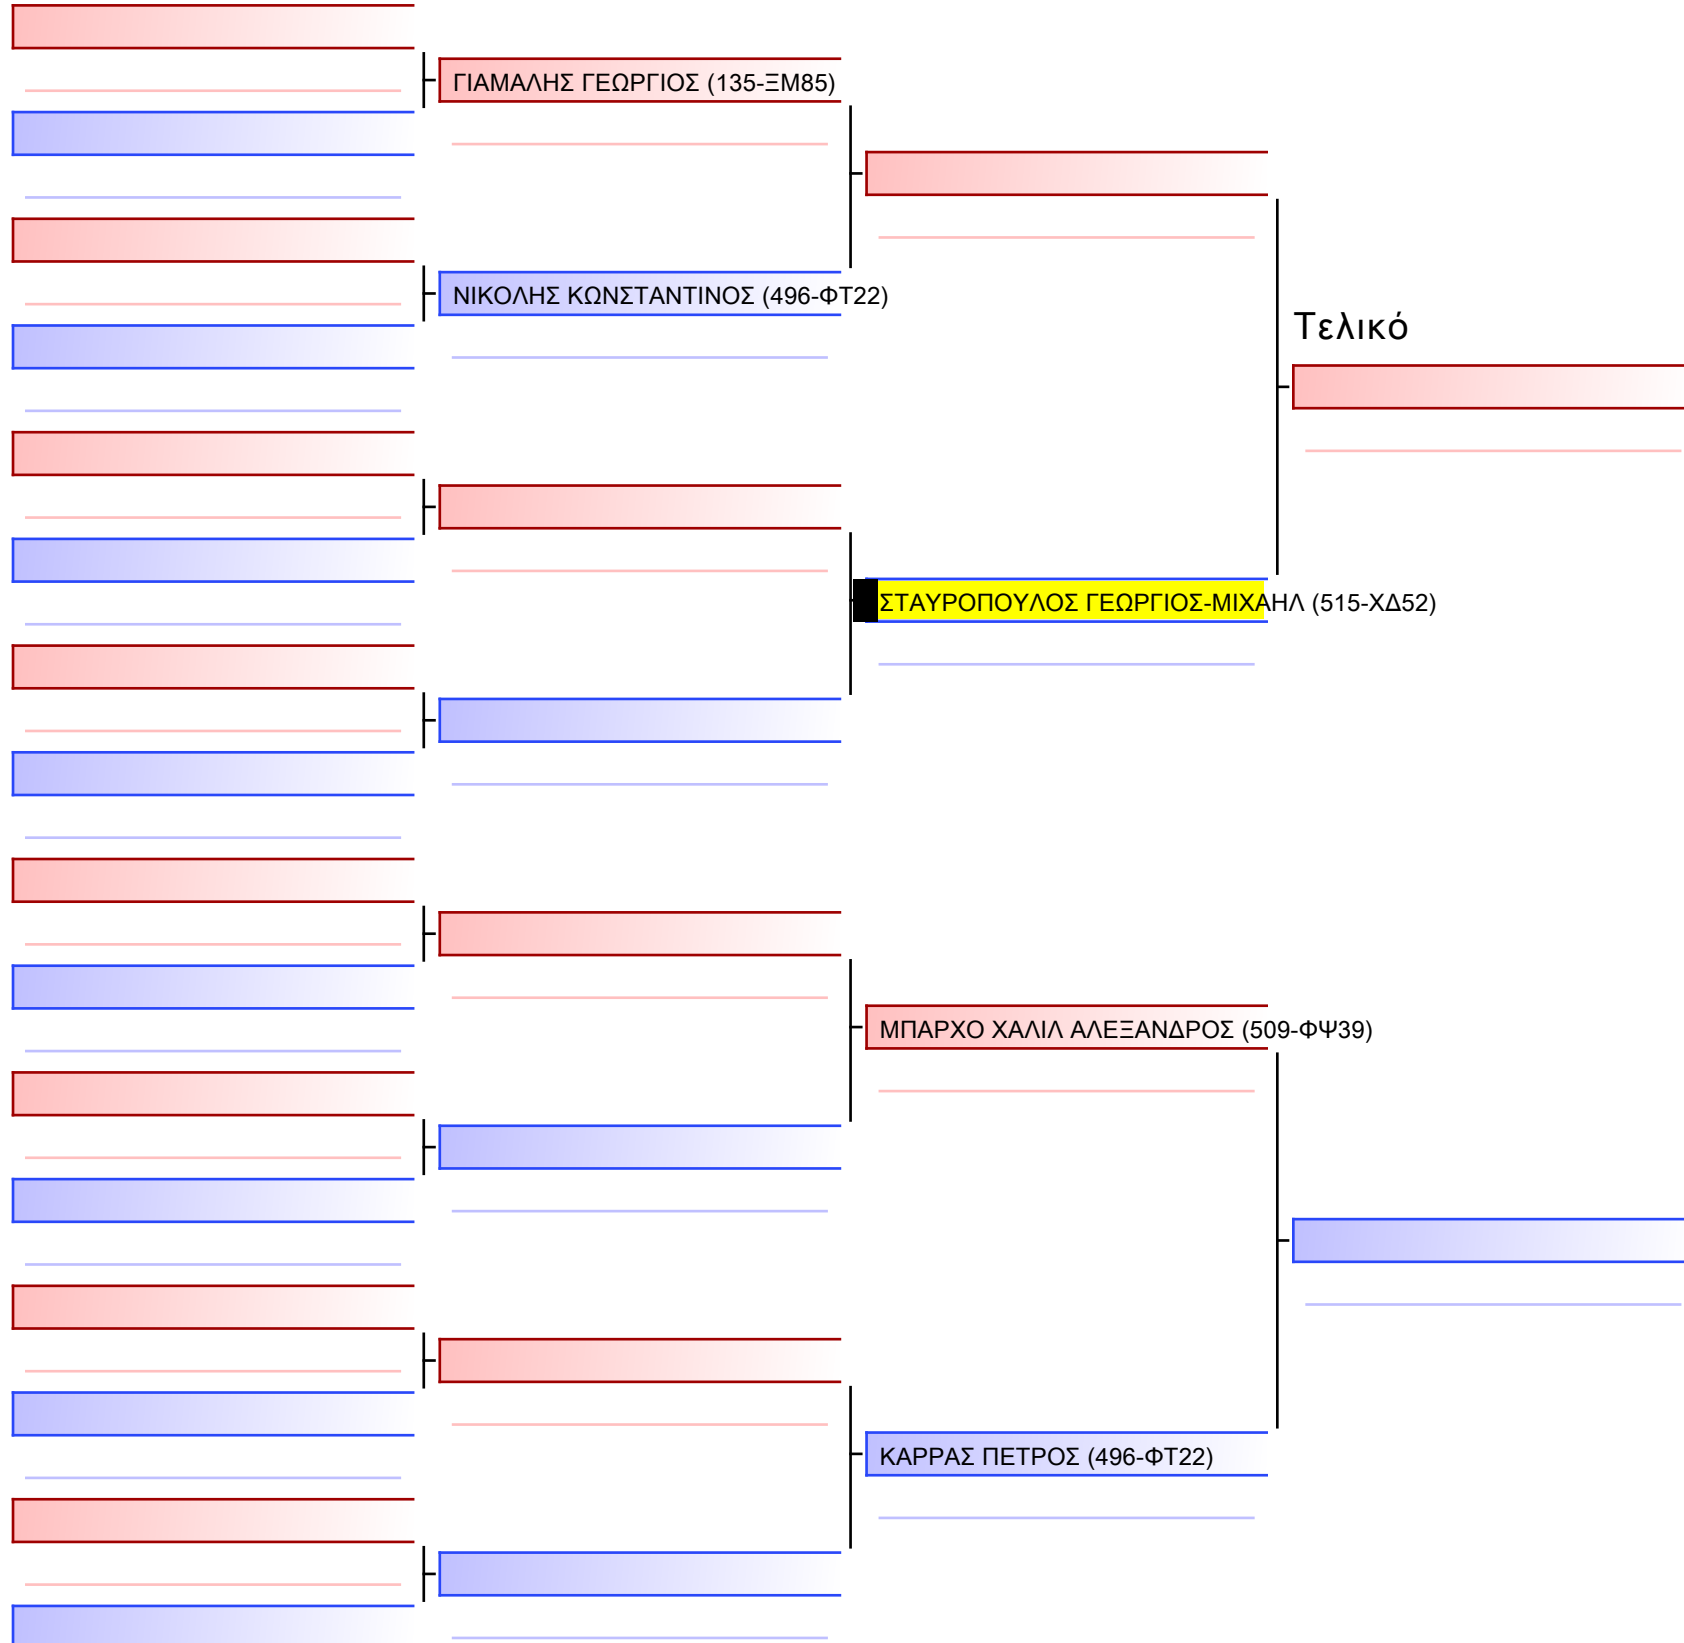 ΓΙΑΜΑΛΗΣ ΓΕΩΡΓΙΟΣ (135-ΞΜ85)
ΝΙΚΟΛΗΣ ΚΩΝΣΤΑΝΤΙΝΟΣ (496-ΦΤ22)
Τελικό
ΣΤΑΥΡΟΠΟΥΛΟΣ ΓΕΩΡΓΙΟΣ-ΜΙΧΑΗΛ (515-ΧΔ52)
ΜΠΑΡΧΟ ΧΑΛΙΛ ΑΛΕΞΑΝΔΡΟΣ (509-ΦΨ39)
ΚΑΡΡΑΣ ΠΕΤΡΟΣ (496-ΦΤ22)